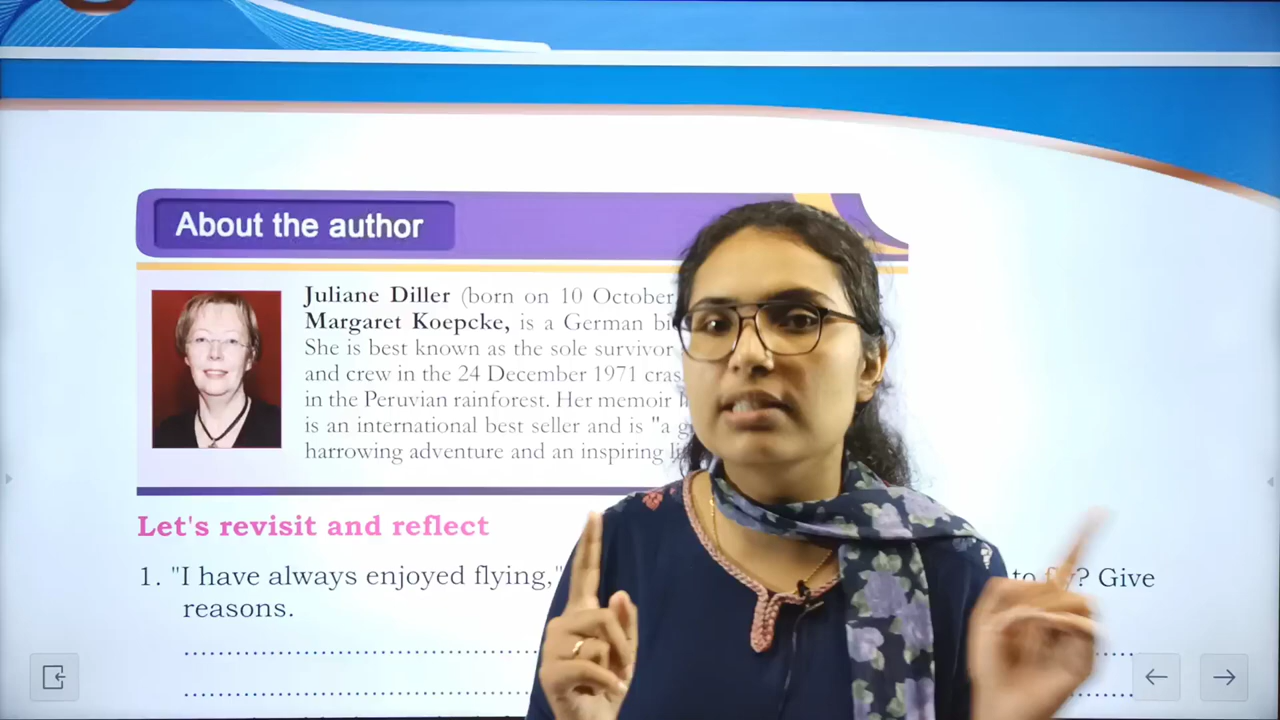 About the author
Juliane Diller (born on 10 October
Margaret Koepcke, is a German
She is best known as the sole survivor
and crew in the 24 December 1971
in the Peruvian rainforest. Her memoir
is an international best seller and is "a
harrowing adventure and an inspiring
Let's revisit and reflect
1. "I have always enjoyed flying," to ? Give
reasons.